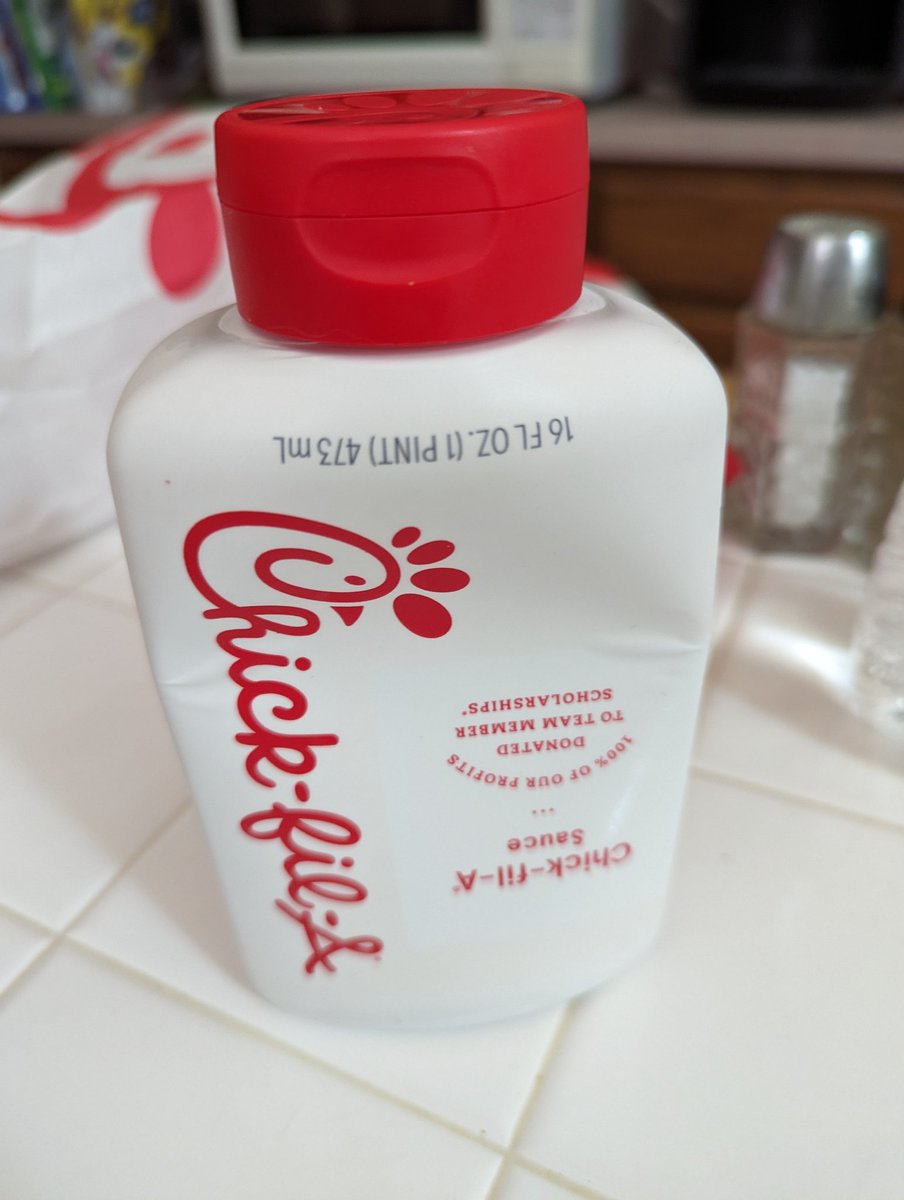 Chick-fil-A
Chick-fil-A®
Sauce
...
100% OF OUR PROFITS
DONATED
TO TEAM MEMBER
SCHOLARSHIPS*
16 FL OZ. (1 PINT) 473 mL